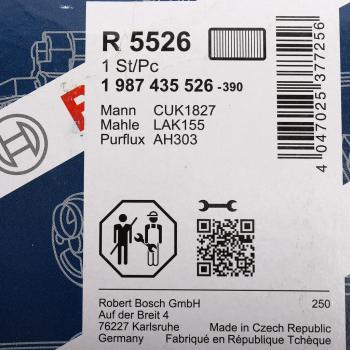 R 5526
1 St/Pc
1 987 435 526 -390
Mann CUK1827
Mahle LAK155
Purflux AH303
4 047025 377256
Robert Bosch GmbH 250
Auf der Breit 4
76227 Karlsruhe Made in Czech Republic
Germany Fabriqué en République Tchèque